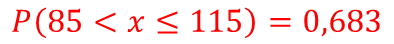 P(85 < x ≤ 115) = 0,683